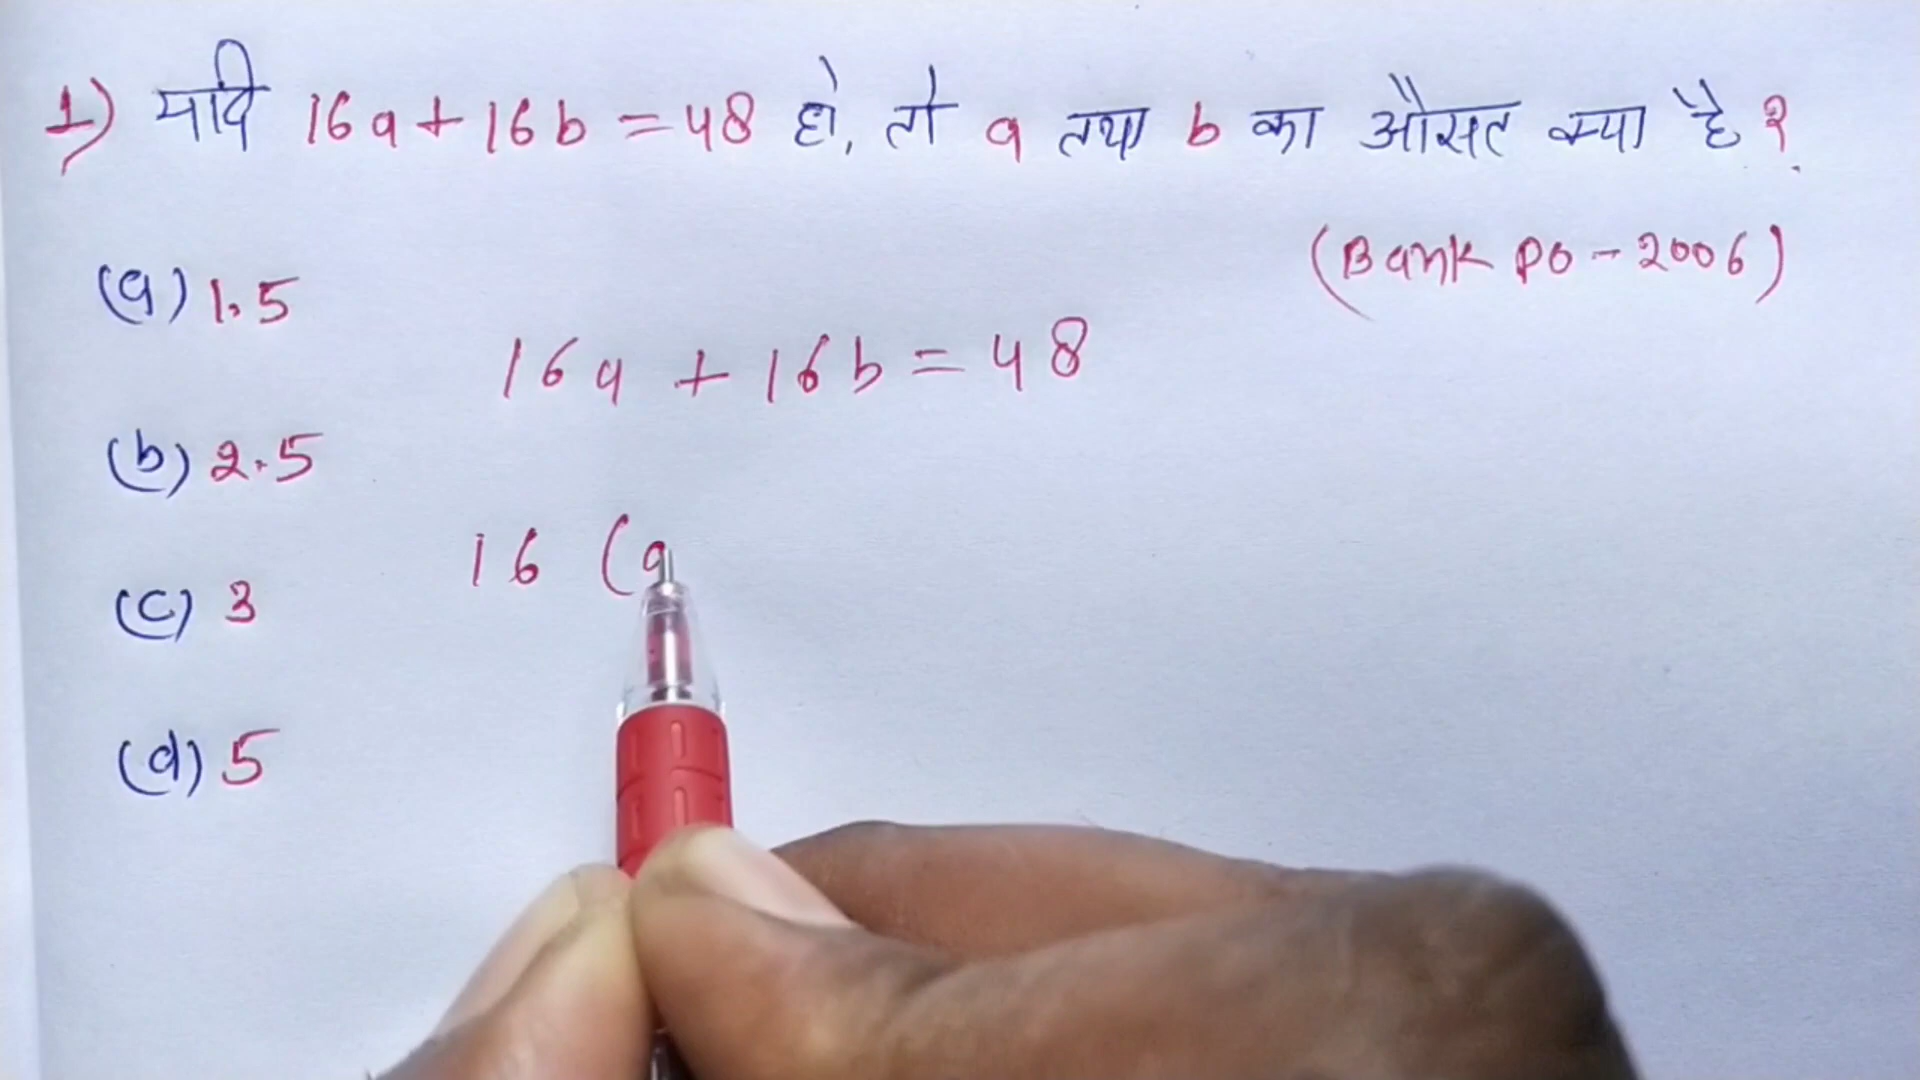 1) यदि 16a+16b=48 हो, तो a तथा b का औसत क्या है ?
(Bank PO - 2006)
(a) 1.5
16a + 16b = 48
(b) 2.5
16 (a
(c) 3
(d) 5